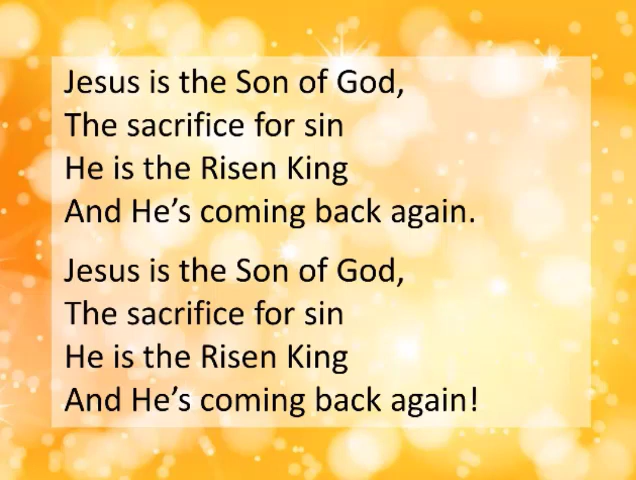 Jesus is the Son of God,
The sacrifice for sin
He is the Risen King
And He’s coming back again.
Jesus is the Son of God,
The sacrifice for sin
He is the Risen King
And He’s coming back again!